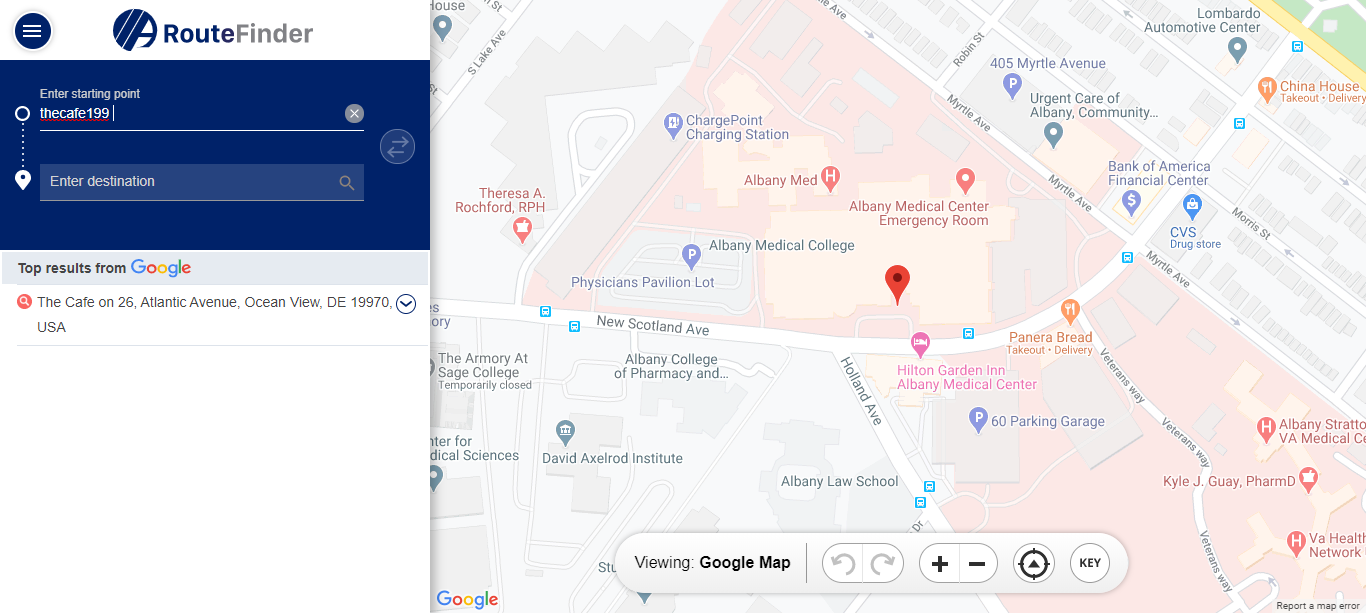 RouteFinder
Enter starting point
thecafe199
Enter destination
Top results from Google
The Cafe on 26, Atlantic Avenue, Ocean View, DE 19970,
USA
House
S Lake Ave
Robin St
Lombardo
Automotive Center
405 Myrtle Avenue
P
China House
Takeout • Delivery
Myrtle Ave
Urgent Care of
Albany, Community...
ChargePoint
Charging Station
Bank of America
Financial Center
Albany Med
H
Myrtle Ave
Theresa A.
Rochford, RPH
Albany Medical Center
Emergency Room
$
Morris St
CVS
Drug store
Albany Medical College
P
Myrtle Ave
Physicians Pavilion Lot
es
ory
New Scotland Ave
Panera Bread
Takeout • Delivery
The Armory At
Sage College
Temporarily closed
Albany College
of Pharmacy and...
Holland Ave
Hilton Garden Inn
Albany Medical Center
Veterans way
P
60 Parking Garage
H
Albany Stratto
VA Medical C
nter for
dical Sciences
David Axelrod Institute
Veterans way
Albany Law School
Kyle J. Guay, PharmD
Dr
H
Va Health
Network
Veterans way
Stu
Viewing: Google Map
KEY
Google
Report a map error